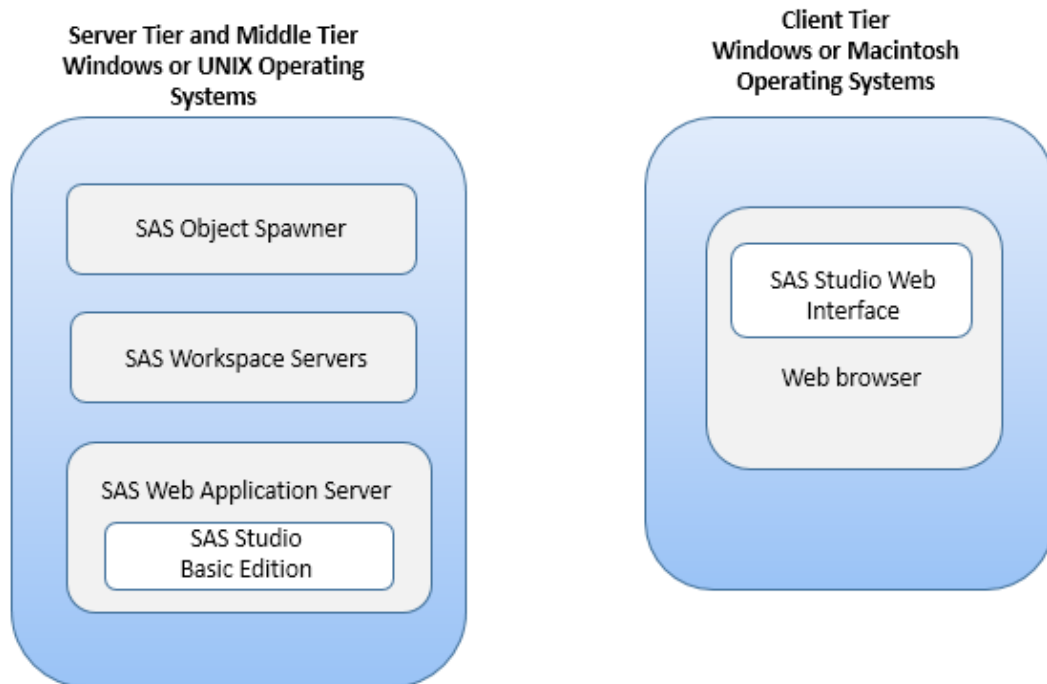 Server Tier and Middle Tier
Windows or UNIX Operating
Systems
SAS Object Spawner
SAS Workspace Servers
SAS Web Application Server
SAS Studio
Basic Edition
Client Tier
Windows or Macintosh
Operating Systems
SAS Studio Web
Interface
Web browser